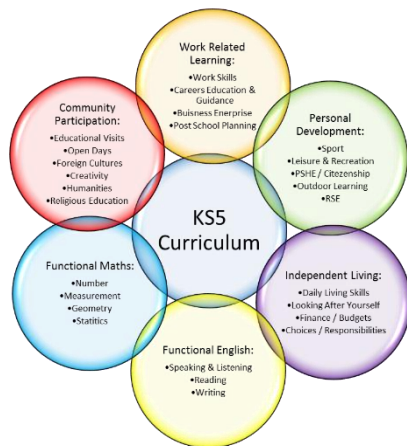 Work Related
Learning:
•Work Skills
•Careers Education &
Guidance
•Buisness Enerprise
•Post School Planning
Personal
Development:
•Sport
•Leisure & Recreation
•PSHE / Citezenship
•Outdoor Learning
•RSE
Independent Living:
•Daily Living Skills
•Looking After Yourself
•Finance / Budgets
•Choices / Responsibilities
Functional English:
•Speaking & Listening
•Reading
•Writing
Functional Maths:
•Number
•Measurement
•Geometry
•Statitics
Community
Participation:
•Educational Visits
•Open Days
•Foreign Cultures
•Creativity
•Humanities
•Religious Education
KS5
Curriculum